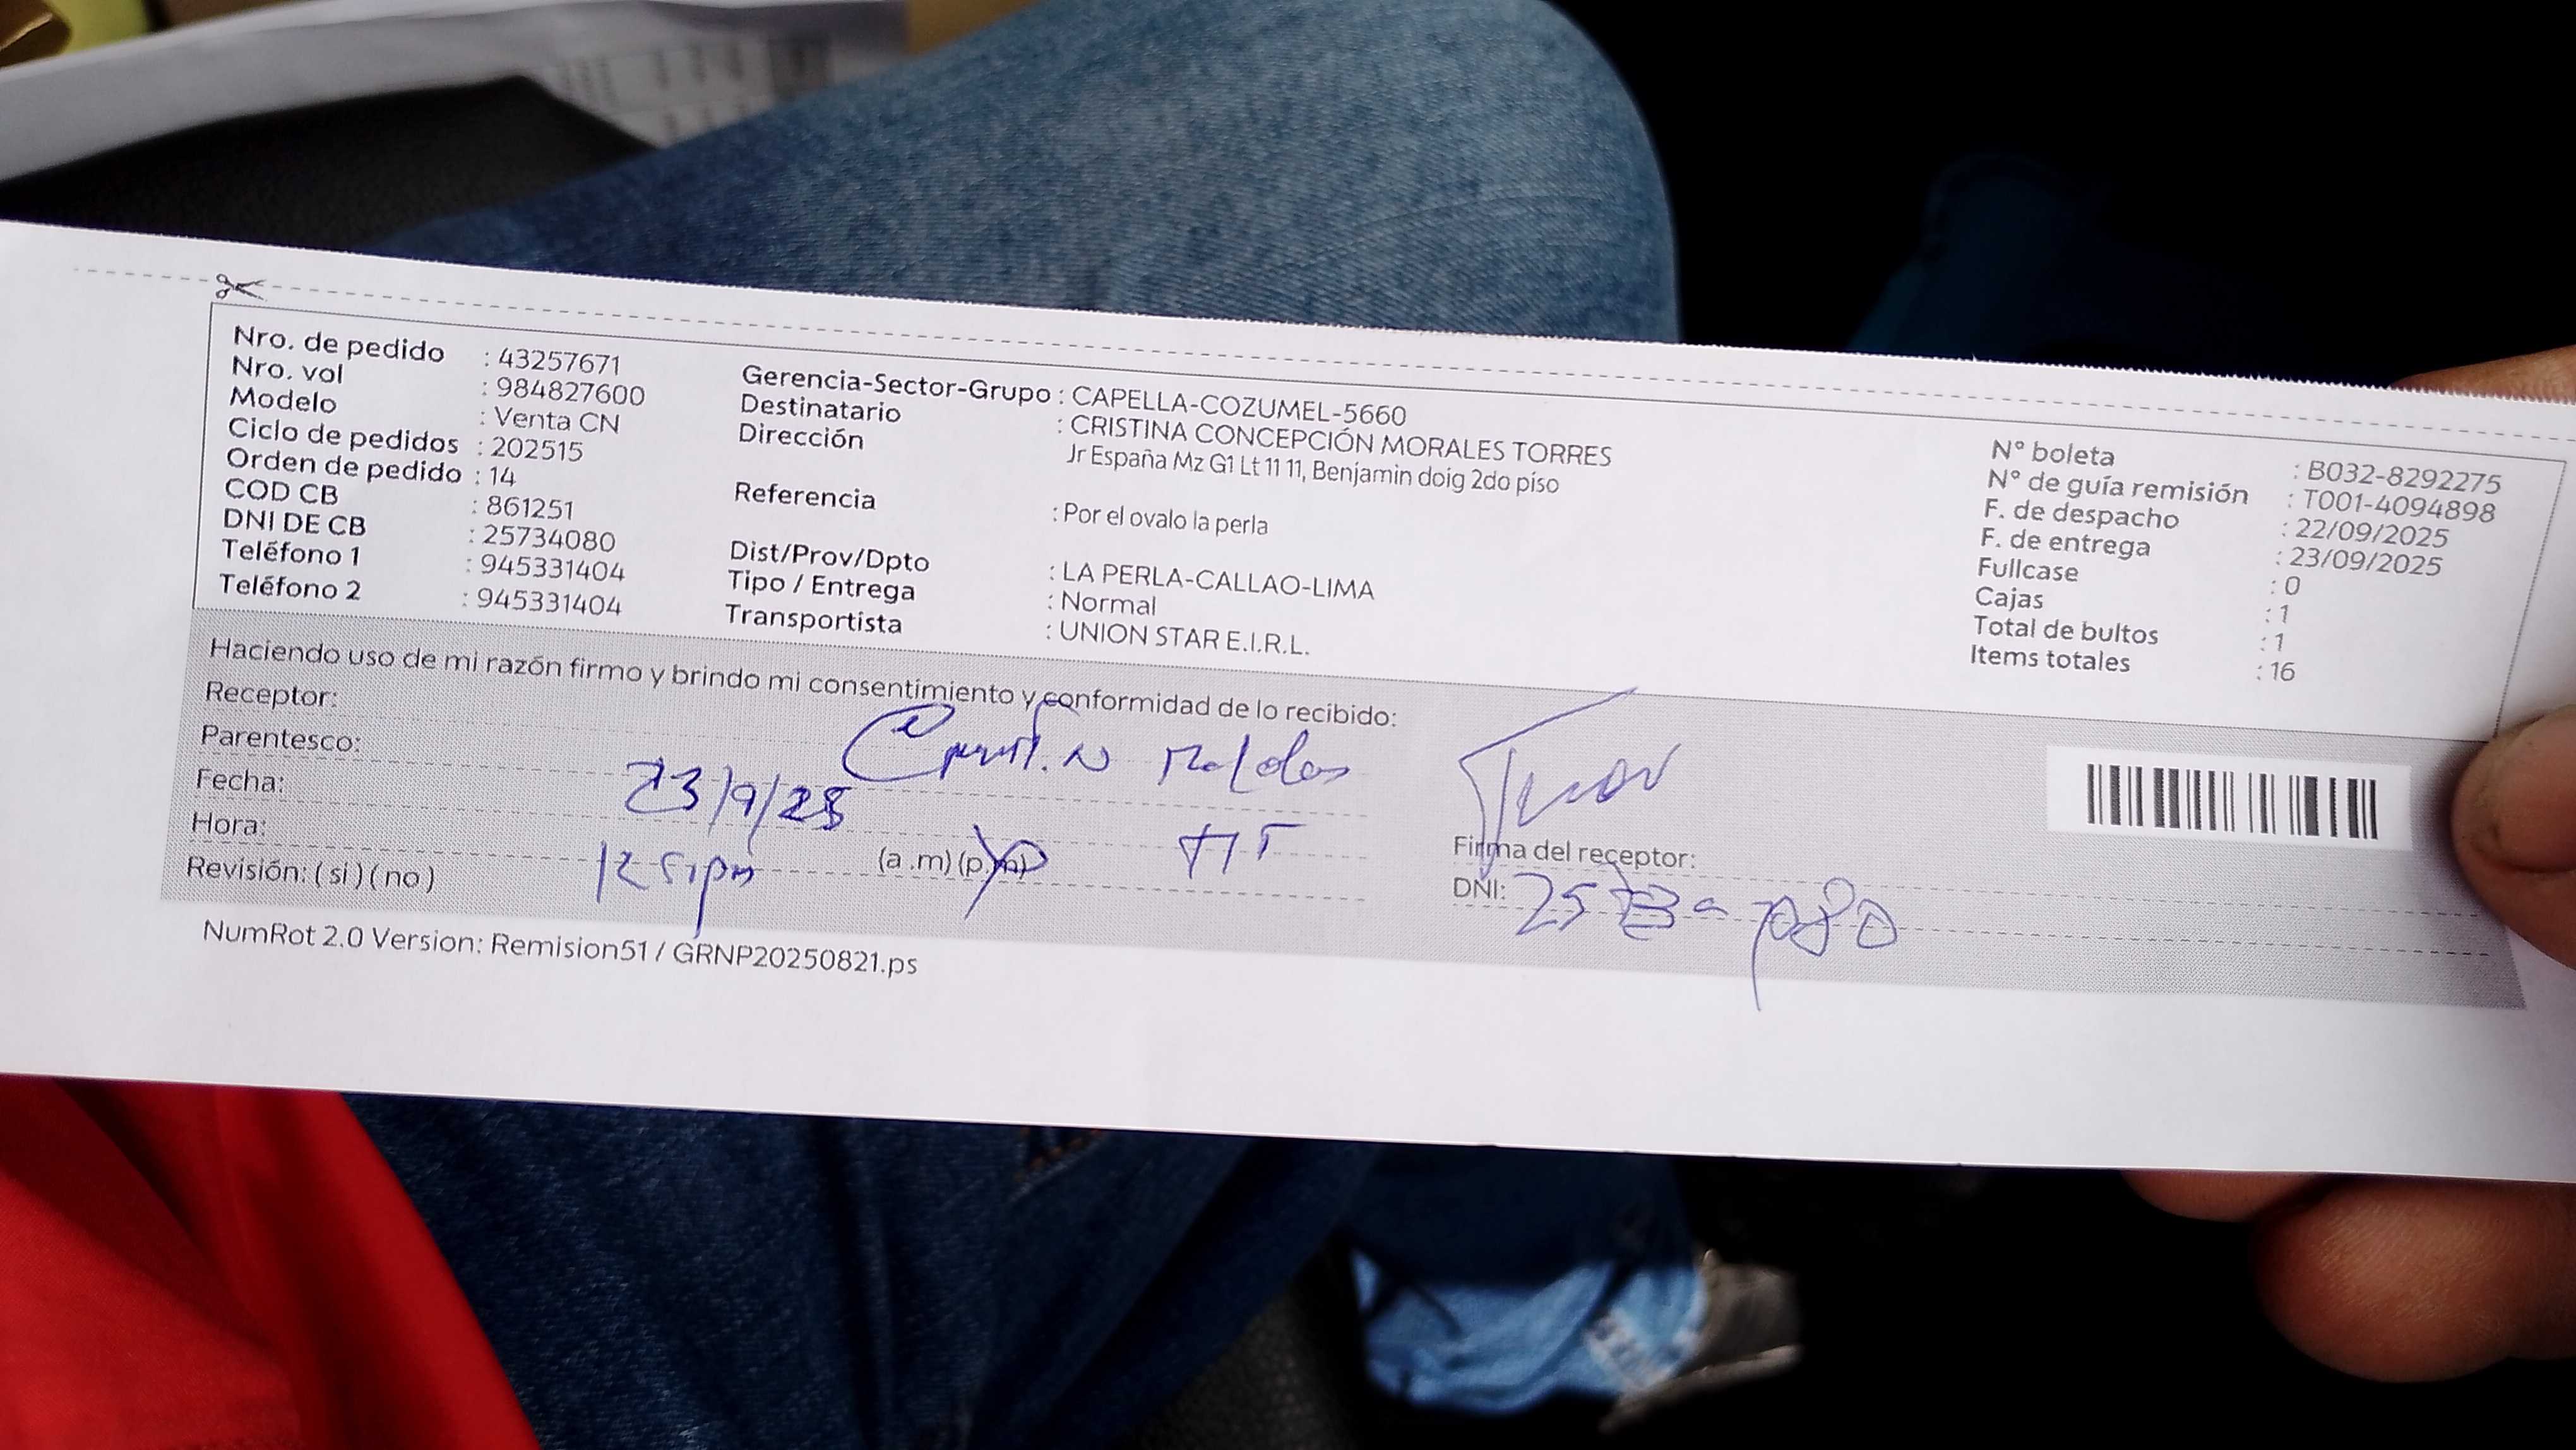 Nro. de pedido : 43257671
Nro. vol : 984827600
Modelo : Venta CN
Ciclo de pedidos : 202515
Orden de pedido : 14
COD CB : 861251
DNI DE CB : 25734080
Teléfono 1 : 945331404
Teléfono 2 : 945331404
Gerencia-Sector-Grupo : CAPELLA-COZUMEL-5660
Destinatario : CRISTINA CONCEPCIÓN MORALES TORRES
Dirección Jr España Mz G1 Lt 11 11, Benjamin doig 2do piso
Referencia : Por el ovalo la perla
Dist/Prov/Dpto : LA PERLA-CALLAO-LIMA
Tipo / Entrega : Normal
Transportista : UNION STAR E.I.R.L.
N° boleta : B032-8292275
N° de guía remisión : T001-4094898
F. de despacho : 22/09/2025
F. de entrega : 23/09/2025
Fullcase : 0
Cajas : 1
Total de bultos : 1
Items totales : 16
Haciendo uso de mi razón firmo y brindo mi consentimiento y conformidad de lo recibido:
Receptor:
Parentesco:
Fecha: 23/9/25
Hora: (a.m) (p.m)
Revisión: ( si ) ( no )
Firma del receptor:
DNI:
NumRot 2.0 Version: Remision51 / GRNP20250821.ps